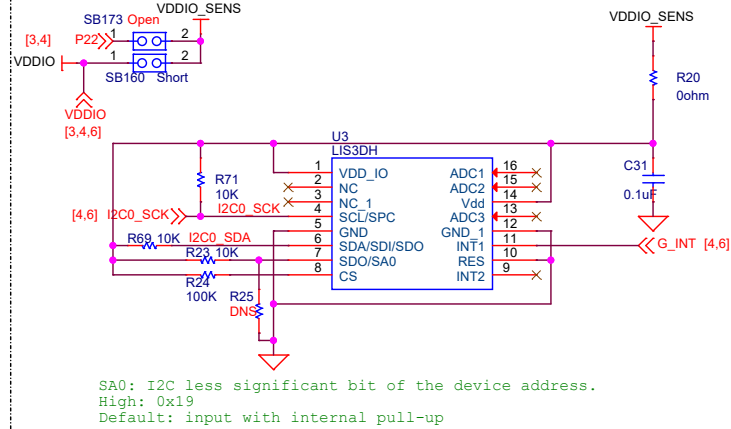 VDDIO_SENS
SB173 Open
[3,4] P22 1 2
VDDIO 1 2
SB160 Short
VDDIO
[3,4,6]
VDDIO_SENS
R20
0ohm
C31
0.1uF
U3
LIS3DH
1 VDD_IO
2 NC
3 NC_1
4 SCL/SPC
5 GND
6 SDA/SDI/SDO
7 SDO/SA0
8 CS
ADC1 16
ADC2 15
Vdd 14
ADC3 13
GND_1 12
INT1 11
RES 10
INT2 9
R71
10K
[4,6] I2C0_SCK I2C0_SCK
R69 10K I2C0_SDA
R23 10K
R24
100K
R25
DNS
G_INT [4,6]
SA0: I2C less significant bit of the device address.
High: 0x19
Default: input with internal pull-up